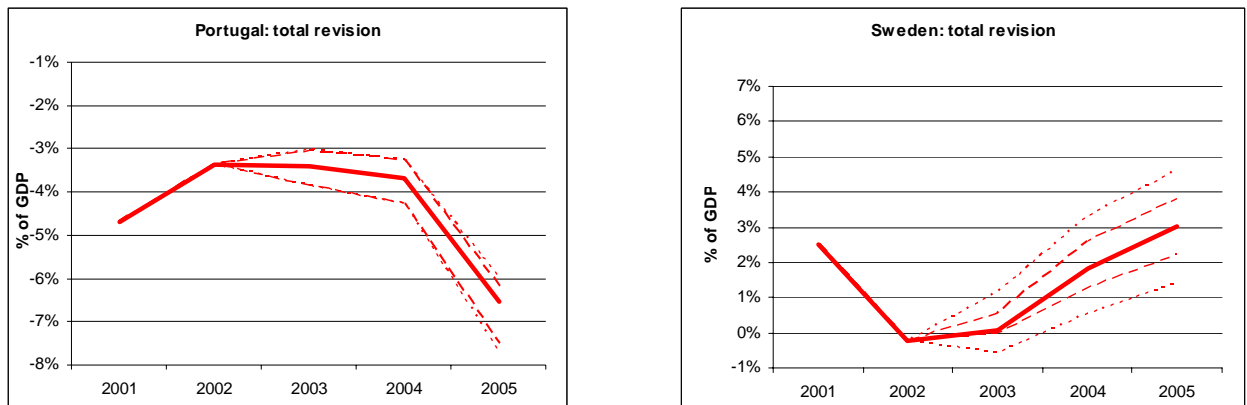 Portugal: total revision
% of GDP
-1%
-2%
-3%
-4%
-5%
-6%
-7%
-8%
2001 2002 2003 2004 2005
Sweden: total revision
% of GDP
7%
6%
5%
4%
3%
2%
1%
0%
-1%
2001 2002 2003 2004 2005